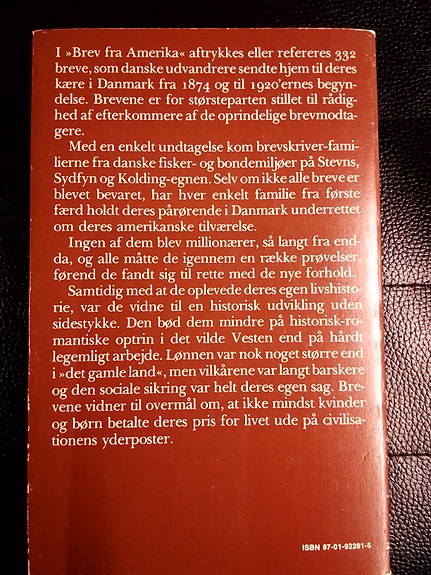 I »Brev fra Amerika« aftrykkes eller refereres 332
breve, som danske udvandrere sendte hjem til deres
kære i Danmark fra 1874 og til 1920'ernes begyn-
delse. Brevene er for størsteparten stillet til rådig-
hed af efterkommere af de oprindelige brevmodta-
gere.
Med en enkelt undtagelse kom brevskriver-fami-
lierne fra danske fisker- og bondemiljøer på Stevns,
Sydfyn og Kolding-egnen. Selv om ikke alle breve er
blevet bevaret, har hver enkelt familie fra første
færd holdt deres pårørende i Danmark underrettet
om deres amerikanske tilværelse.
Ingen af dem blev millionærer, så langt fra end-
da, og alle måtte de igennem en række prøvelser,
førend de fandt sig til rette med de nye forhold.
Samtidig med at de oplevede deres egen livshisto-
rie, var de vidne til en historisk udvikling uden
sidestykke. Den bød dem mindre på historisk-ro-
mantiske optrin i det vilde Vesten end på hårdt
legemligt arbejde. Lønnen var nok noget større end
i »det gamle land«, men vilkårene var langt barskere
og den sociale sikring var helt deres egen sag. Bre-
vene vidner til overmål om, at ikke mindst kvinder
og børn betalte deres pris for livet ude på civilisa-
tionens yderposter.
ISBN 87-01-92281-5